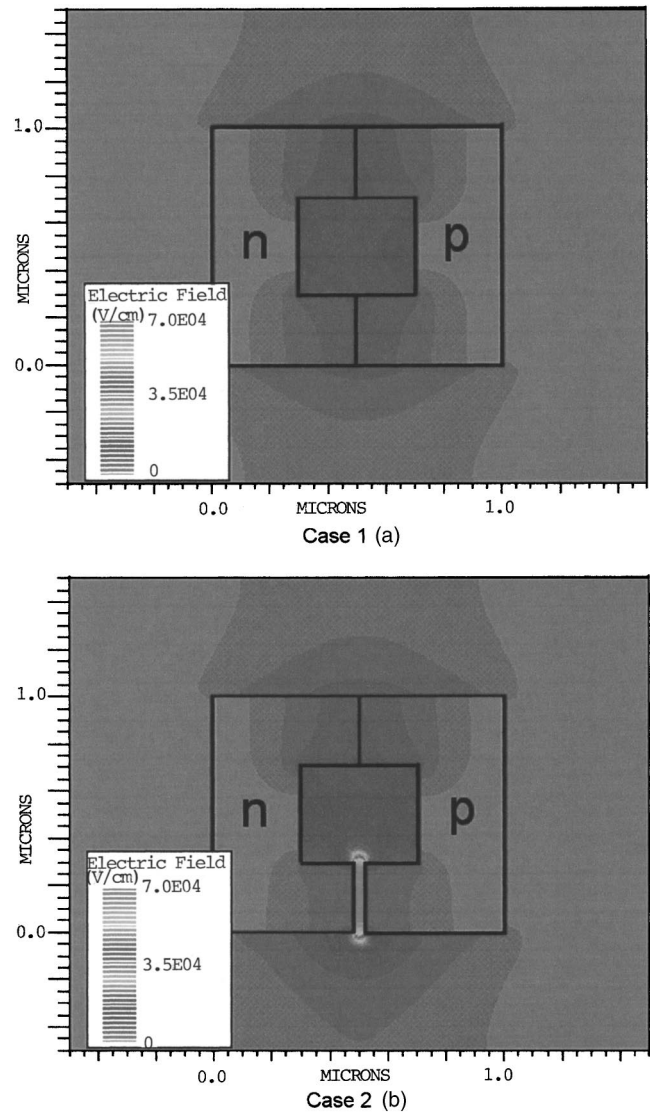 1.0
n p
MICRONS
Electric Field
(V/cm) 7.0E04
3.5E04
0
0.0
0.0 MICRONS 1.0
Case 1 (a)
1.0
n p
MICRONS
Electric Field
(V/cm) 7.0E04
3.5E04
0
0.0
0.0 MICRONS 1.0
Case 2 (b)